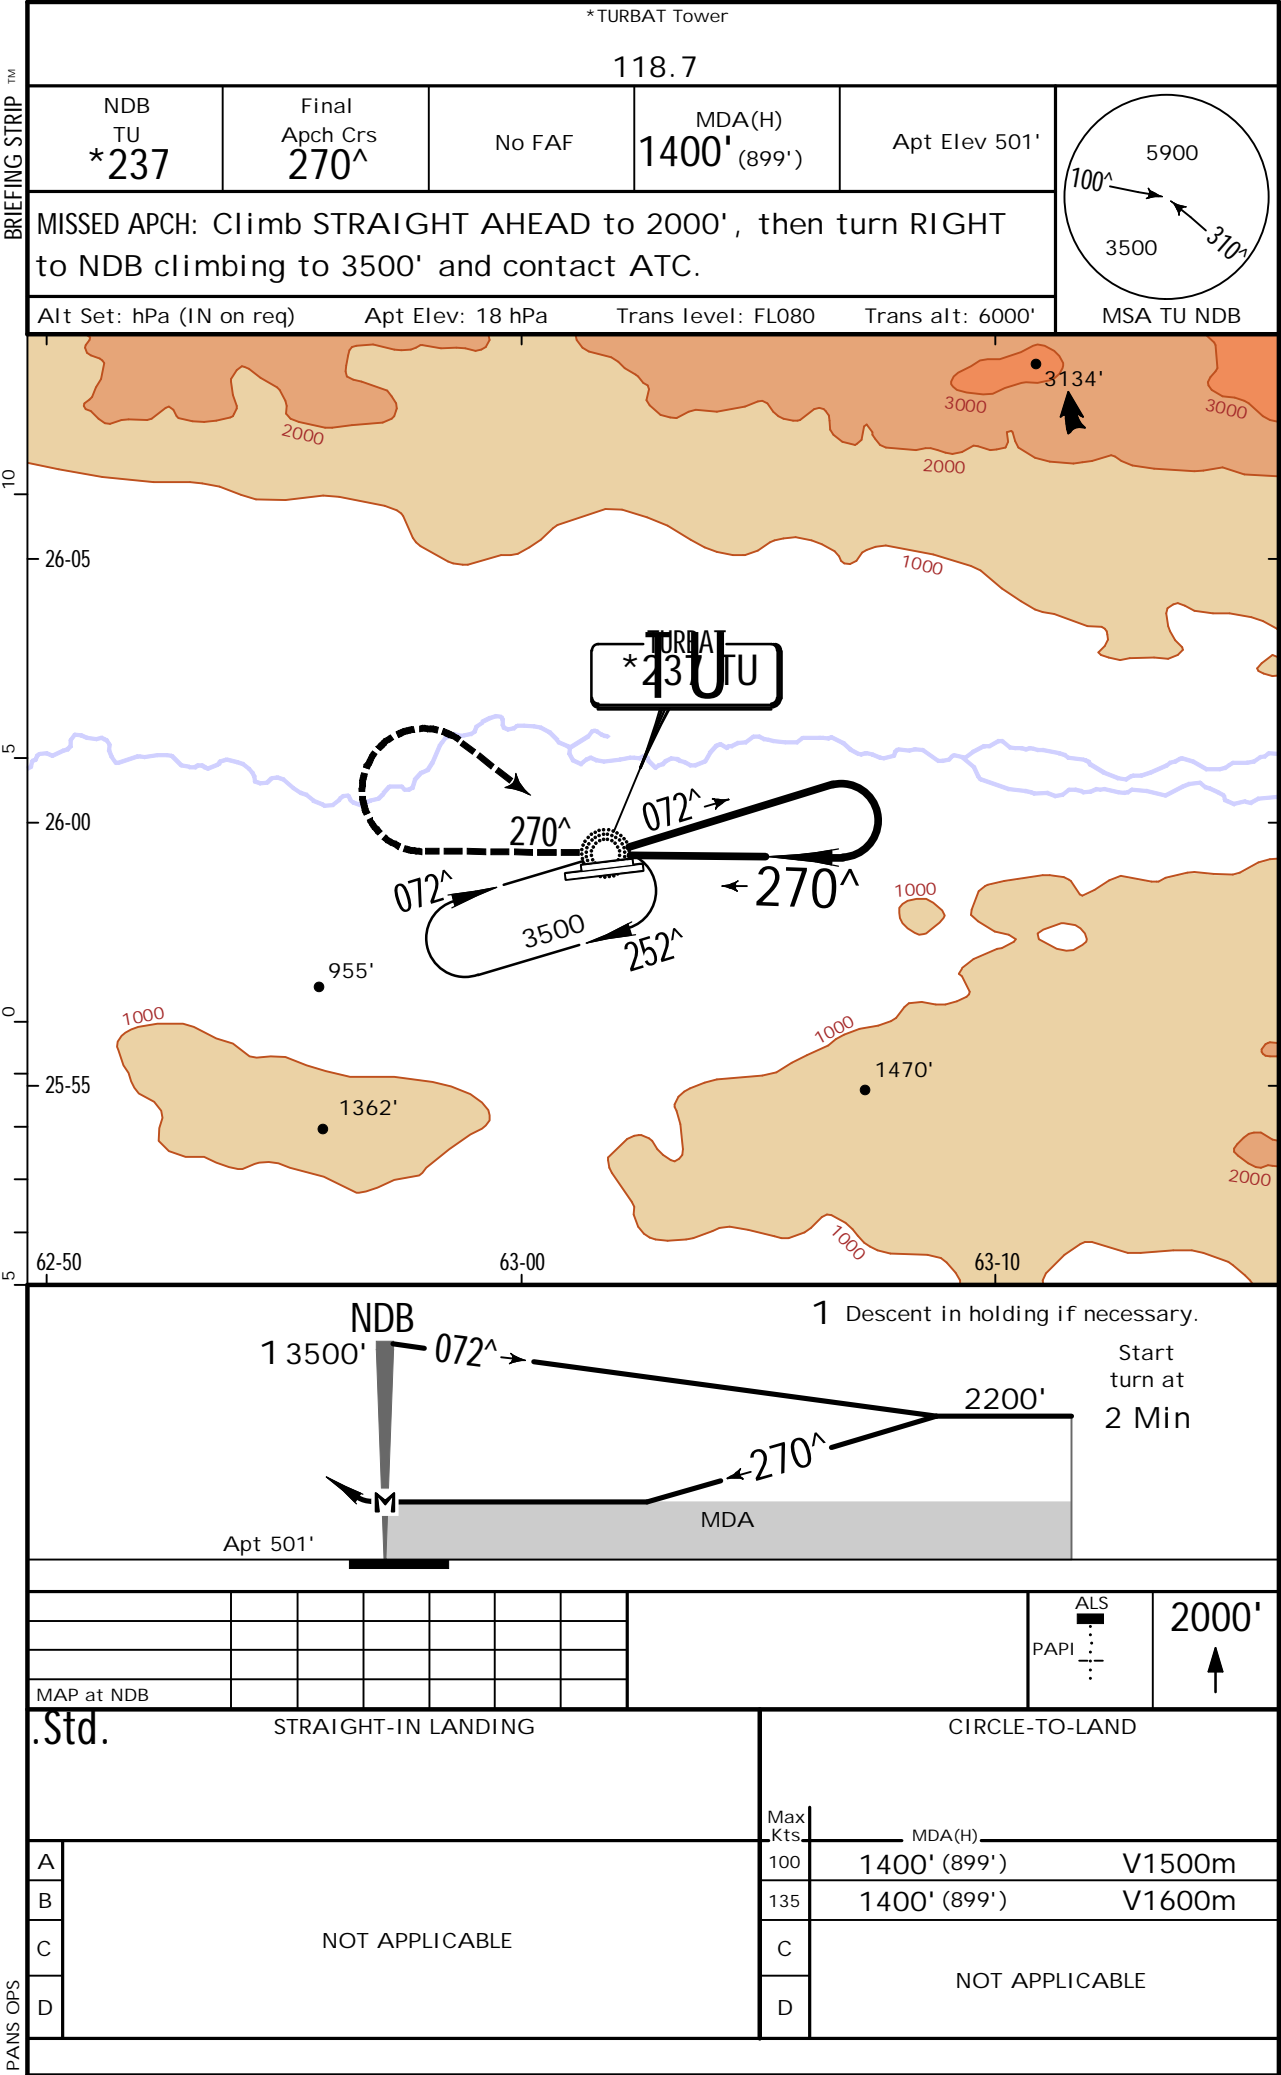 *TURBAT Tower
118.7
BRIEFING STRIP ™
NDB
TU
*237
Final
Apch Crs
270^
No FAF
MDA(H)
1400' (899')
Apt Elev 501'
5900
100^
310^
3500
MSA TU NDB
MISSED APCH: Climb STRAIGHT AHEAD to 2000', then turn RIGHT
to NDB climbing to 3500' and contact ATC.
Alt Set: hPa (IN on req) Apt Elev: 18 hPa Trans level: FL080 Trans alt: 6000'
3134'
3000
3000
2000
2000
10
26-05
1000
TURBAT
*237 TU
TU
5
26-00
072^
270^
270^
072^
3500
252^
1000
955'
0
1000
1000
1470'
25-55
1362'
2000
1000
5
62-50
63-00
63-10
NDB
1 Descent in holding if necessary.
1 3500'
072^
Start
turn at
2 Min
2200'
270^
M
MDA
Apt 501'
ALS
PAPI
2000'
MAP at NDB
.Std.
STRAIGHT-IN LANDING
CIRCLE-TO-LAND
Max
Kts
MDA(H)
A
100 1400' (899') V1500m
B
135 1400' (899') V1600m
C
NOT APPLICABLE
C
NOT APPLICABLE
D
D
PANS OPS